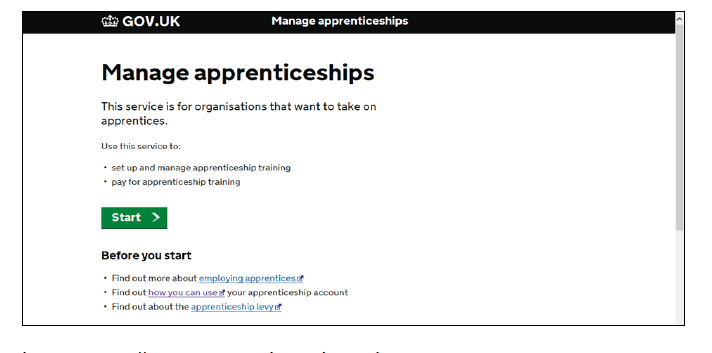 GOV.UK Manage apprenticeships
Manage apprenticeships
This service is for organisations that want to take on
apprentices.
Use this service to:
• set up and manage apprenticeship training
• pay for apprenticeship training
Start
Before you start
• Find out more about employing apprentices
• Find out how you can use your apprenticeship account
• Find out about the apprenticeship levy